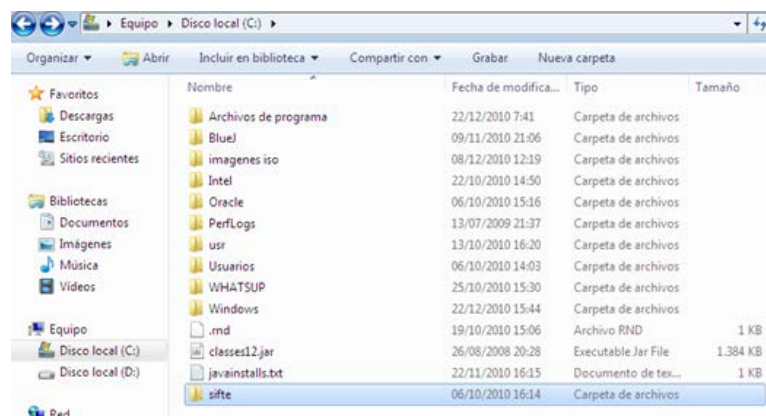 Equipo Disco local (C:)
Organizar Abrir Incluir en biblioteca Compartir con Grabar Nueva carpeta
Nombre Fecha de modifica... Tipo Tamaño
Favoritos
Descargas
Escritorio
Sitios recientes
Bibliotecas
Documentos
Imágenes
Música
Vídeos
Equipo
Disco local (C:)
Disco local (D:)
Red
Archivos de programa 22/12/2010 7:41 Carpeta de archivos
BlueJ 09/11/2010 21:06 Carpeta de archivos
imagenes iso 08/12/2010 12:19 Carpeta de archivos
Intel 22/10/2010 14:50 Carpeta de archivos
Oracle 06/10/2010 15:16 Carpeta de archivos
PerfLogs 13/07/2009 21:37 Carpeta de archivos
usr 13/10/2010 16:20 Carpeta de archivos
Usuarios 06/10/2010 14:03 Carpeta de archivos
WHATSUP 25/10/2010 15:30 Carpeta de archivos
Windows 22/12/2010 15:44 Carpeta de archivos
.rnd 19/10/2010 15:06 Archivo RND 1 KB
classes12.jar 26/08/2008 20:28 Executable Jar File 1.384 KB
javainstalls.txt 22/11/2010 16:15 Documento de tex... 1 KB
sifte 06/10/2010 16:14 Carpeta de archivos